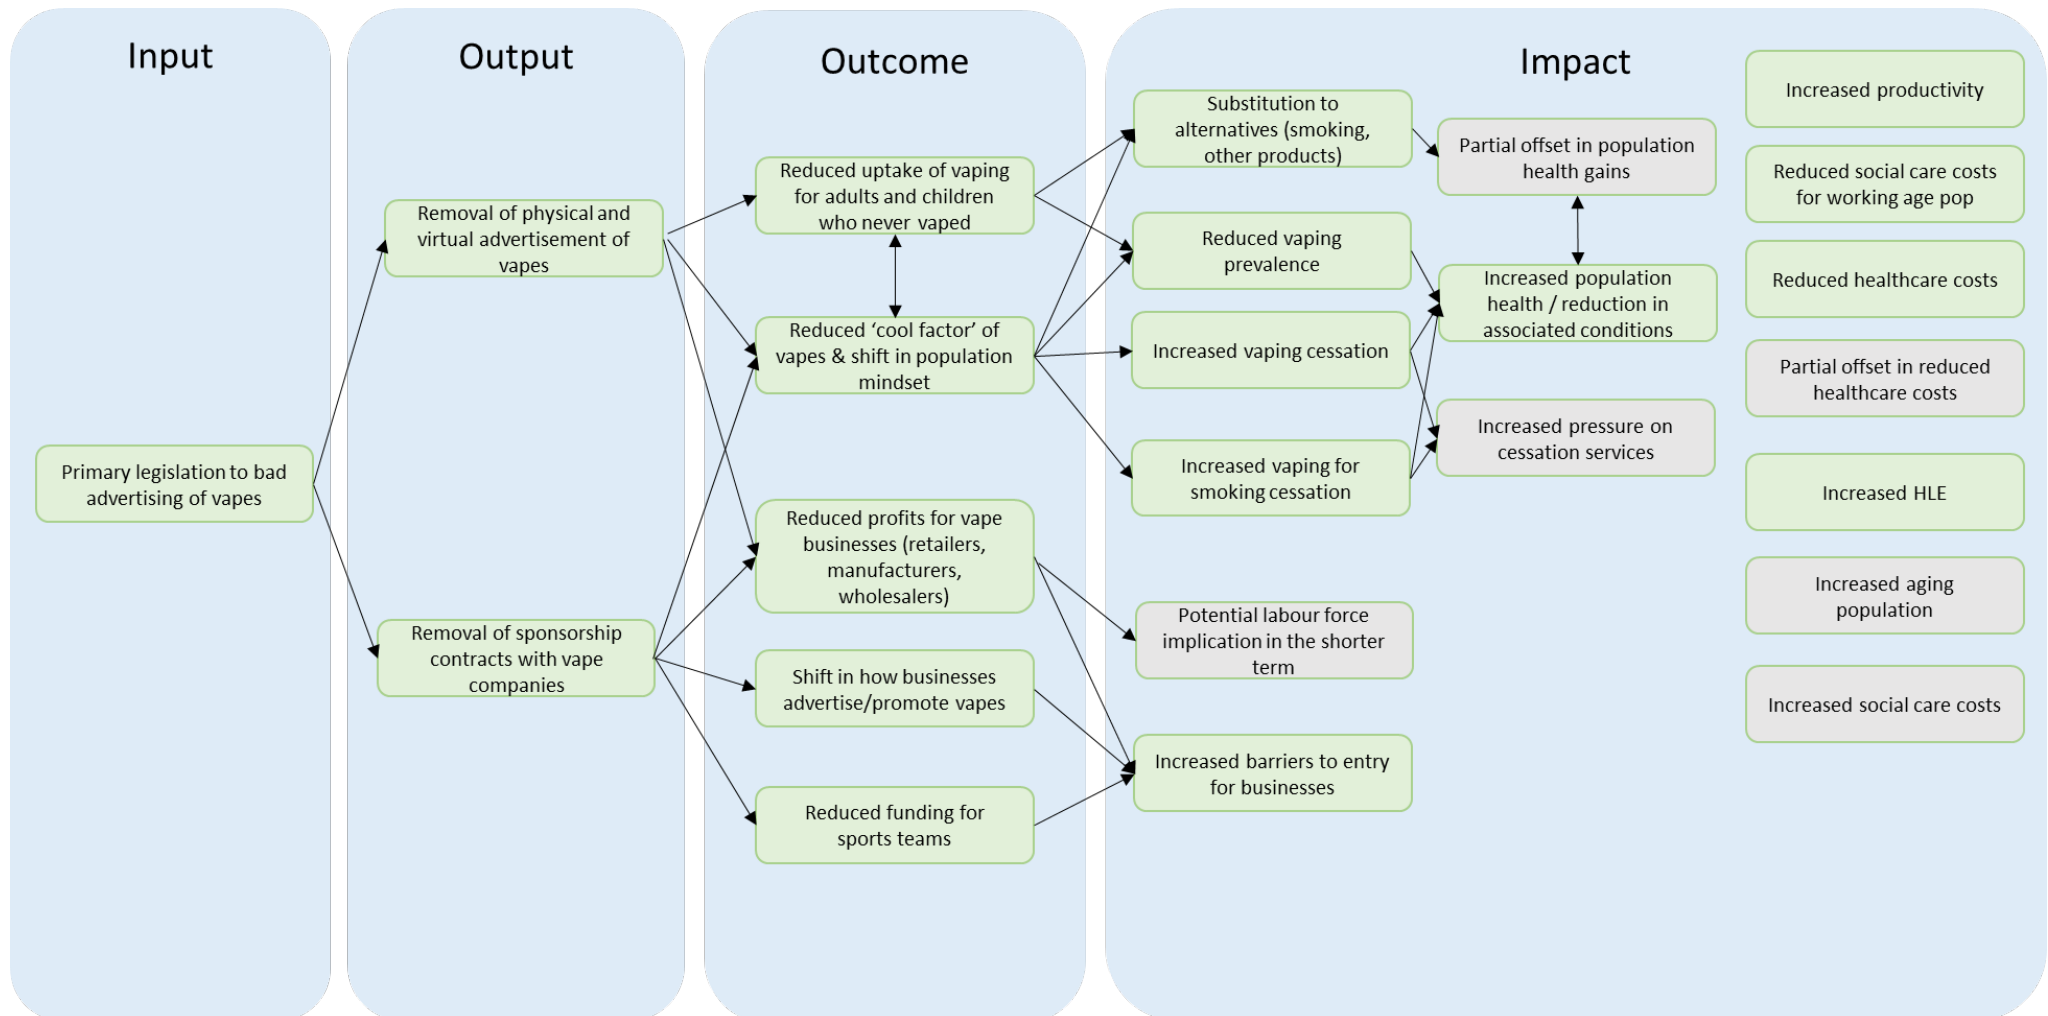 Input
Primary legislation to bad
advertising of vapes
Output
Removal of physical and
virtual advertisement of
vapes
Removal of sponsorship
contracts with vape
companies
Outcome
Reduced uptake of vaping
for adults and children
who never vaped
Reduced ‘cool factor’ of
vapes & shift in population
mindset
Reduced profits for vape
businesses (retailers,
manufacturers,
wholesalers)
Shift in how businesses
advertise/promote vapes
Reduced funding for
sports teams
Impact
Substitution to
alternatives (smoking,
other products)
Reduced vaping
prevalence
Increased vaping cessation
Increased vaping for
smoking cessation
Potential labour force
implication in the shorter
term
Increased barriers to entry
for businesses
Partial offset in population
health gains
Increased population
health / reduction in
associated conditions
Increased pressure on
cessation services
Increased productivity
Reduced social care costs
for working age pop
Reduced healthcare costs
Partial offset in reduced
healthcare costs
Increased HLE
Increased aging
population
Increased social care costs